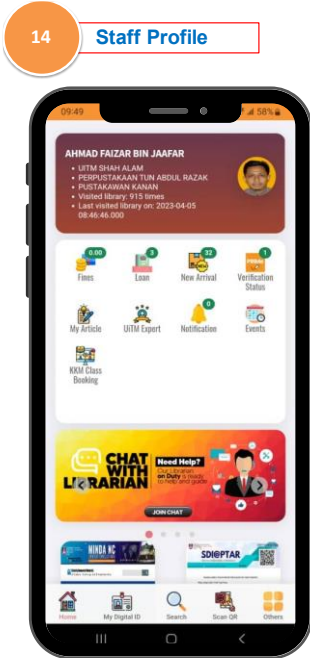 14
Staff Profile
09:49
58%
AHMAD FAIZAR BIN JAAFAR
• UITM SHAH ALAM
• PERPUSTAKAAN TUN ABDUL RAZAK
• PUSTAKAWAN KANAN
• Visited library: 915 times
• Last visited library on: 2023-04-05
08:46:46.000
0.00
3
32
1
Fines
Loan
New Arrival
Verification
Status
0
My Article
UiTM Expert
Notification
Events
KKM Class
Booking
CHAT
WITH
LIBRARIAN
Need Help?
Our Librarian
on Duty is ready
to help and guide
JOIN CHAT
MINDA NC
SDI@PTAR
Home
My Digital ID
Search
Scan QR
Others